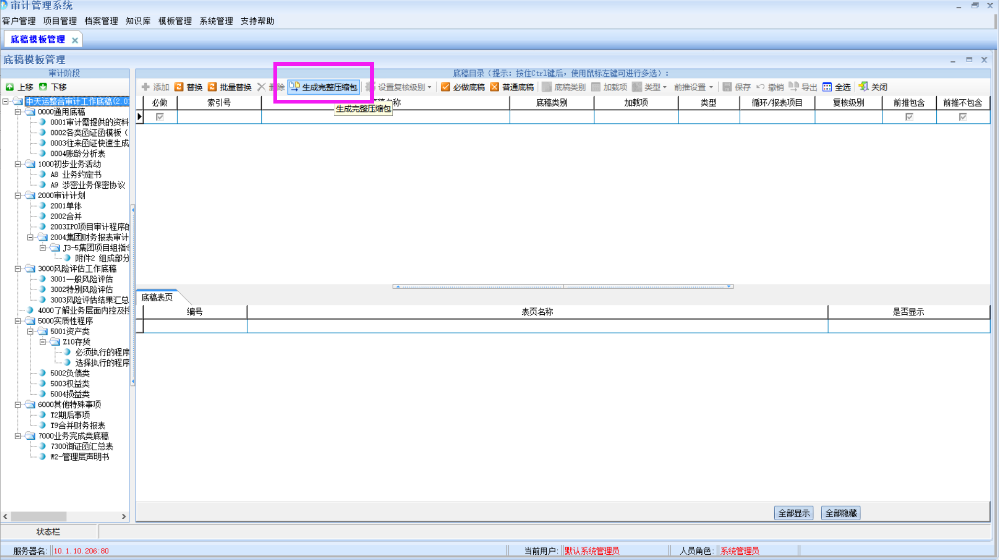 审计管理系统
客户管理 项目管理 档案管理 知识库 模板管理 系统管理 支持帮助
底稿模板管理
底稿模板管理
审计阶段
上移 下移
中天运整合审计工作底稿(2.0
0000通用底稿
0001审计需提供的资料
0002各类函证函模板（
0003往来函证快速生成
0004账龄分析表
1000初步业务活动
A8 业务约定书
A9 涉密业务保密协议
2000审计计划
2001单体
2002合并
2003IPO项目审计程序的
2004集团财务报表审计
J3-5集团项目组指令
附件2 组成部分
3000风险评估工作底稿
3001一般风险评估
3002特别风险评估
3003风险评估结果汇总
4000了解业务层面内控及控
5000实质性程序
5001资产类
Z10存货
必须执行的程序
选择执行的程序
5002负债类
5003权益类
5004损益类
6000其他特殊事项
T2期后事项
T9合并财务报表
7000业务完成类底稿
7300询证函汇总表
W2-管理层声明书
底稿目录（提示：按住Ctrl键后，使用鼠标左键可进行多选）：
添加 替换 批量替换 删除 生成完整压缩包 设置复核级别 必做底稿 普通底稿 底稿类别 加载项 类型 前推设置 保存 撤销 导出 全选 关闭
必做 索引号 底稿名称 底稿类别 加载项 类型 循环/报表项目 复核级别 前推包含 前推不包含
生成完整压缩包
底稿表页
编号 表页名称 是否显示
全部显示 全部隐藏
状态栏
服务器名: 10.1.10.206:80 当前用户: 默认系统管理员 人员角色: 系统管理员